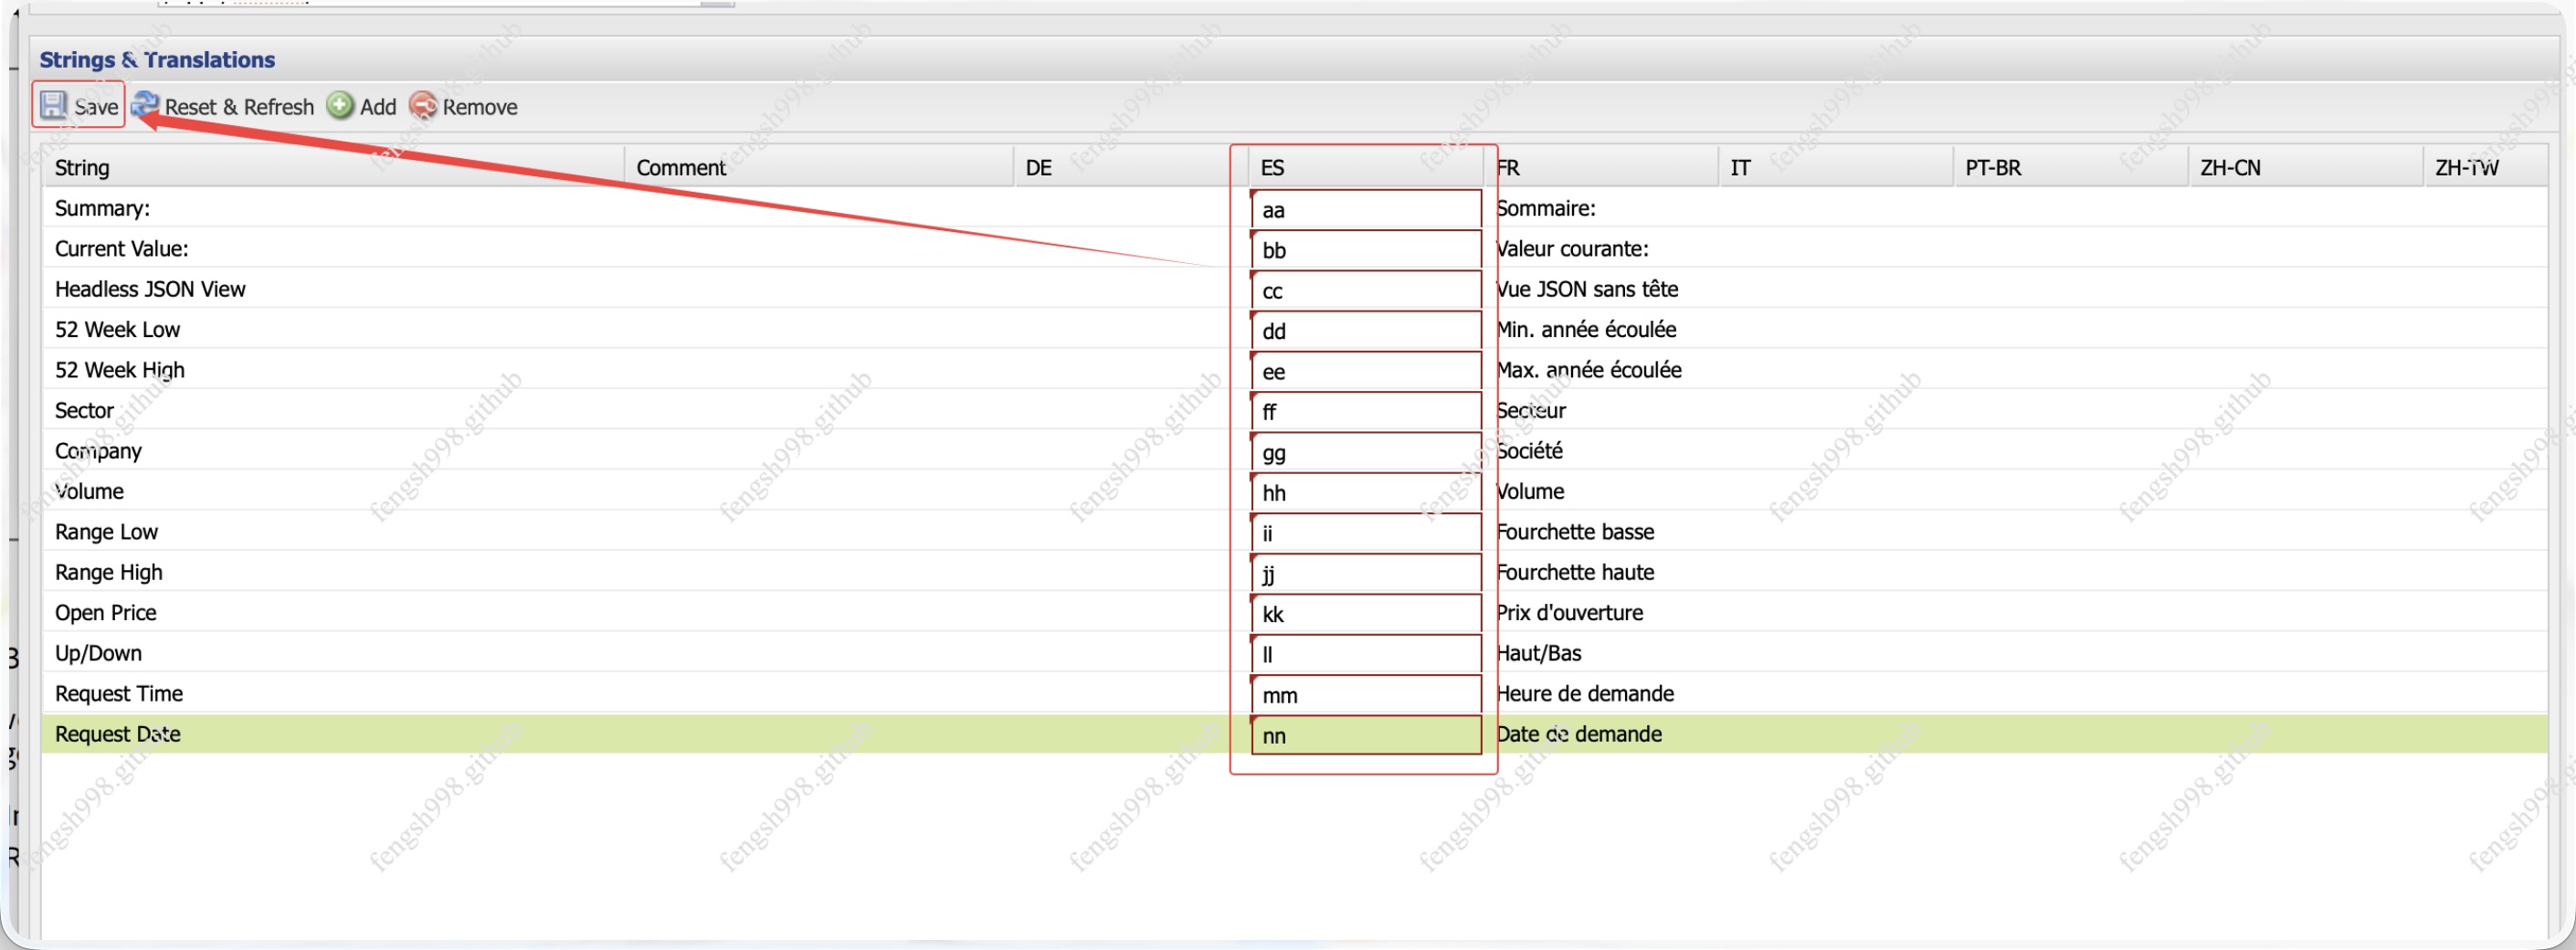 Strings & Translations
Save Reset & Refresh Add Remove
String Comment DE ES FR IT PT-BR ZH-CN ZH-TW
Summary: aa Sommaire:
Current Value: bb Valeur courante:
Headless JSON View cc Vue JSON sans tête
52 Week Low dd Min. année écoulée
52 Week High ee Max. année écoulée
Sector ff Secteur
Company gg Société
Volume hh Volume
Range Low ii Fourchette basse
Range High jj Fourchette haute
Open Price kk Prix d'ouverture
Up/Down ll Haut/Bas
Request Time mm Heure de demande
Request Date nn Date de demande
fengsh998.github